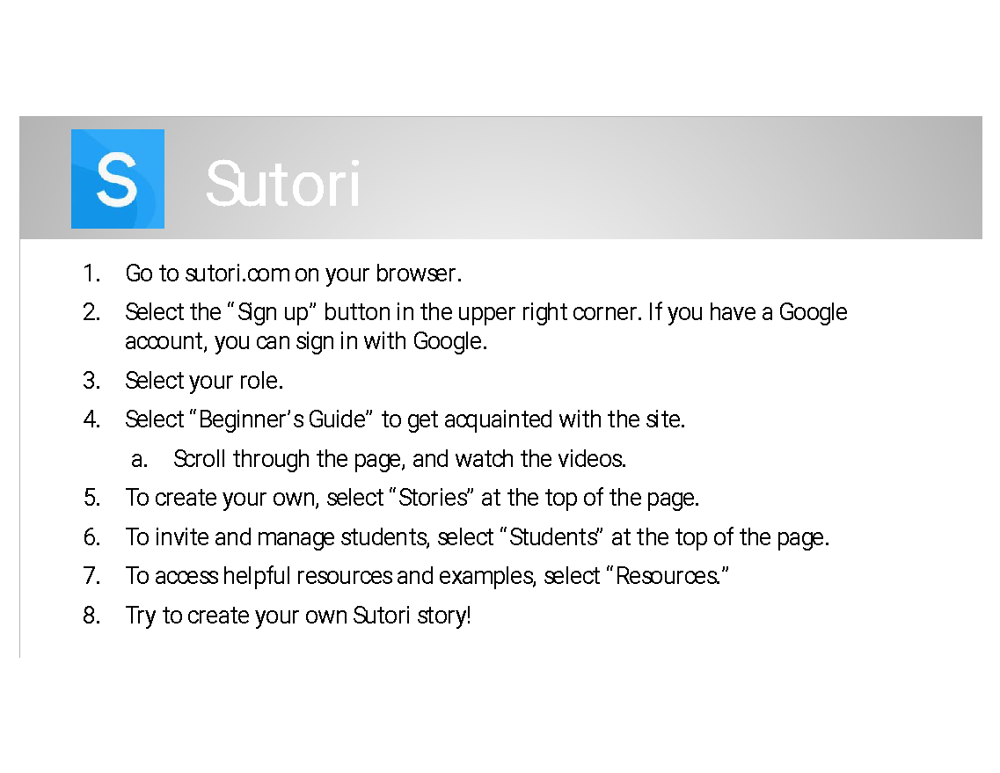 S
Sutori
1. Go to sutori.com on your browser.
2. Select the “Sign up” button in the upper right corner. If you have a Google
account, you can sign in with Google.
3. Select your role.
4. Select “Beginner’s Guide” to get acquainted with the site.
a. Scroll through the page, and watch the videos.
5. To create your own, select “Stories” at the top of the page.
6. To invite and manage students, select “Students” at the top of the page.
7. To access helpful resources and examples, select “Resources.”
8. Try to create your own Sutori story!